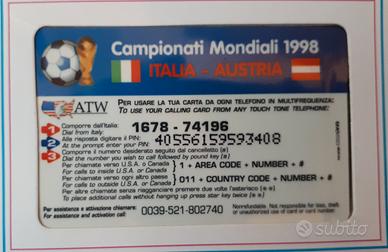 Campionati Mondiali 1998
ITALIA - AUSTRIA
ATW
PER USARE LA TUA CARTA DA OGNI TELEFONO IN MULTIFREQUENZA:
TO USE YOUR CALLING CARD FROM ANY TOUCH TONE TELEPHONE:
1 Comporre dall'Italia:
Dial from Italy:
1678 - 74196
2 Alla risposta digitare il PIN:
At the prompt enter your PIN:
40556159593408
3 Comporre il numero desiderato seguito dal cancelletto (#)
Dial the number you wish to call followed by pound key (#)
Per chiamate verso U.S.A. o Canada
For calls to inside U.S.A. or Canada
1 + AREA CODE + NUMBER + #
Per chiamate verso ogni altro paese
For calls to outside U.S.A. or Canada
011 + COUNTRY CODE + NUMBER + #
Per altre chiamate senza riagganciare premere due volte l'asterisco
To place additional calls without hanging up press star key twice
Per assistenza e attivazione chiamare:
For assistance dial:
0039-521-802740
Nonrefundable. Not responsible for loss, theft,
or unauthorized use of card or card number.
subito